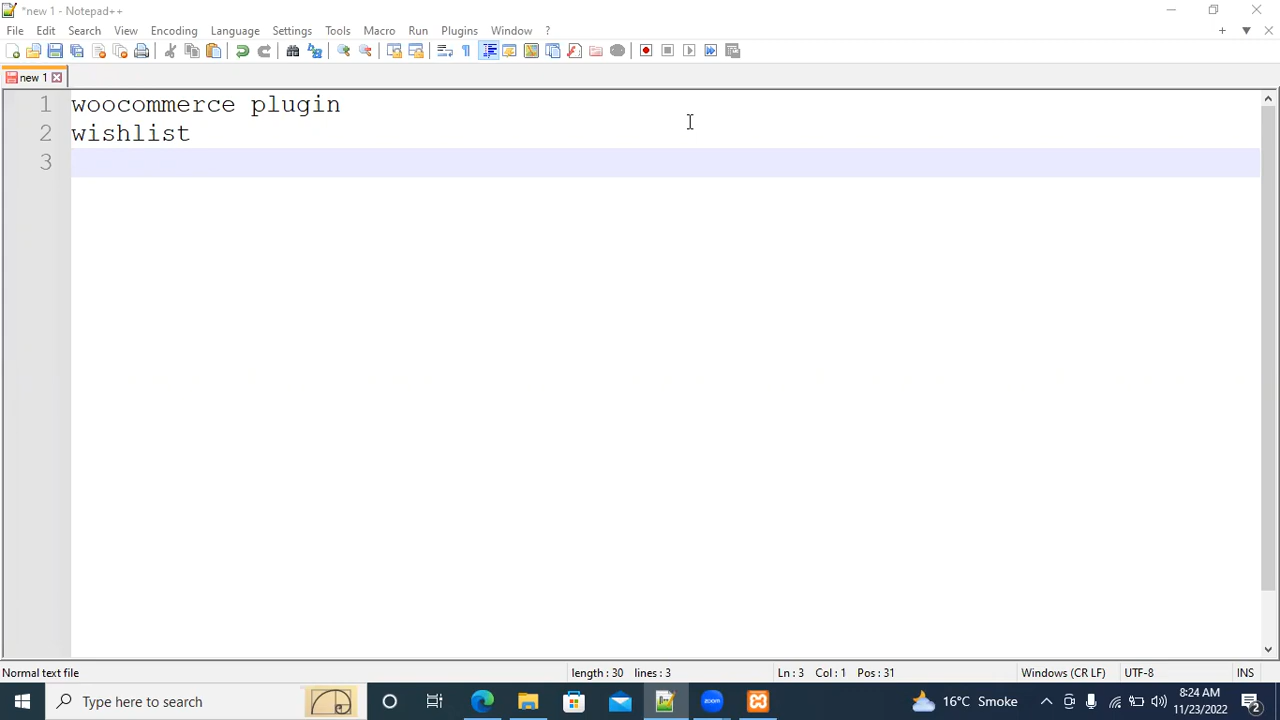 *new 1 - Notepad++
File Edit Search View Encoding Language Settings Tools Macro Run Plugins Window ?
new 1
1 woocommerce plugin
2 wishlist
3
Normal text file length : 30 lines : 3 Ln : 3 Col : 1 Pos : 31 Windows (CR LF) UTF-8 INS
Type here to search zoom 16°C Smoke 8:24 AM
11/23/2022 2